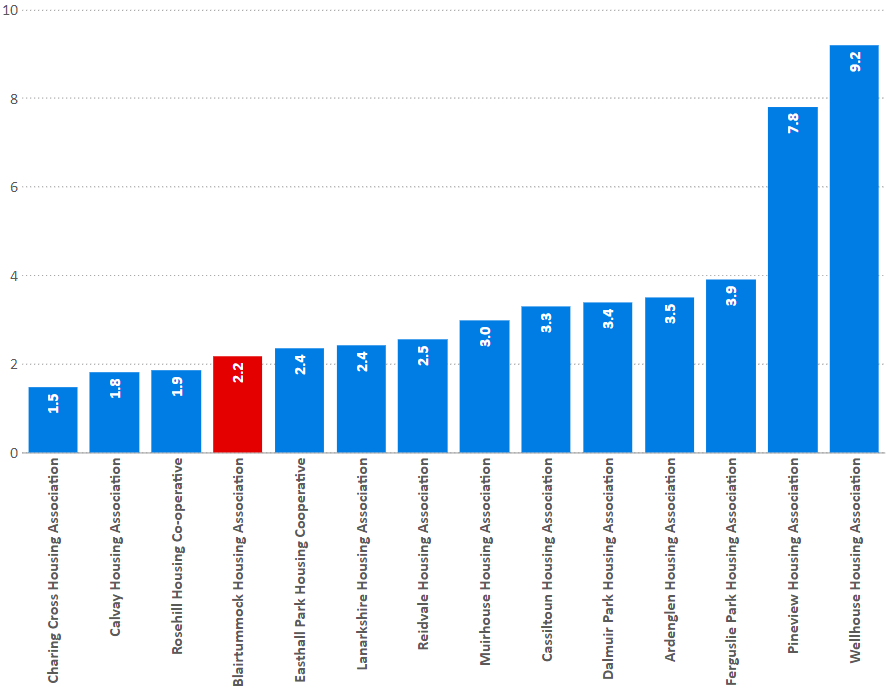 10
8
6
4
2
0
1.5
1.8
1.9
2.2
2.4
2.4
2.5
3.0
3.3
3.4
3.5
3.9
7.8
9.2
Charing Cross Housing Association
Calvay Housing Association
Rosehill Housing Co-operative
Blairtummock Housing Association
Easthall Park Housing Cooperative
Lanarkshire Housing Association
Reidvale Housing Association
Muirhouse Housing Association
Cassiltoun Housing Association
Dalmuir Park Housing Association
Ardenglen Housing Association
Ferguslie Park Housing Association
Pineview Housing Association
Wellhouse Housing Association